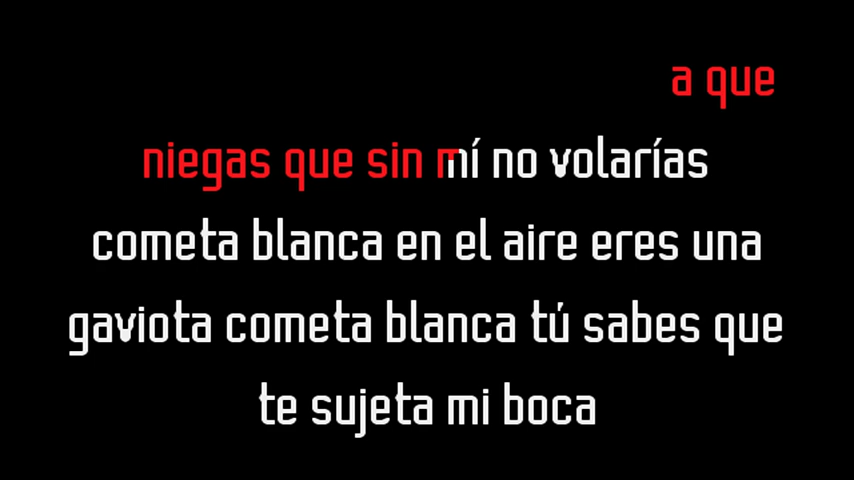 a que
niegas que sin mí no volarías
cometa blanca en el aire eres una
gaviota cometa blanca tú sabes que
te sujeta mi boca